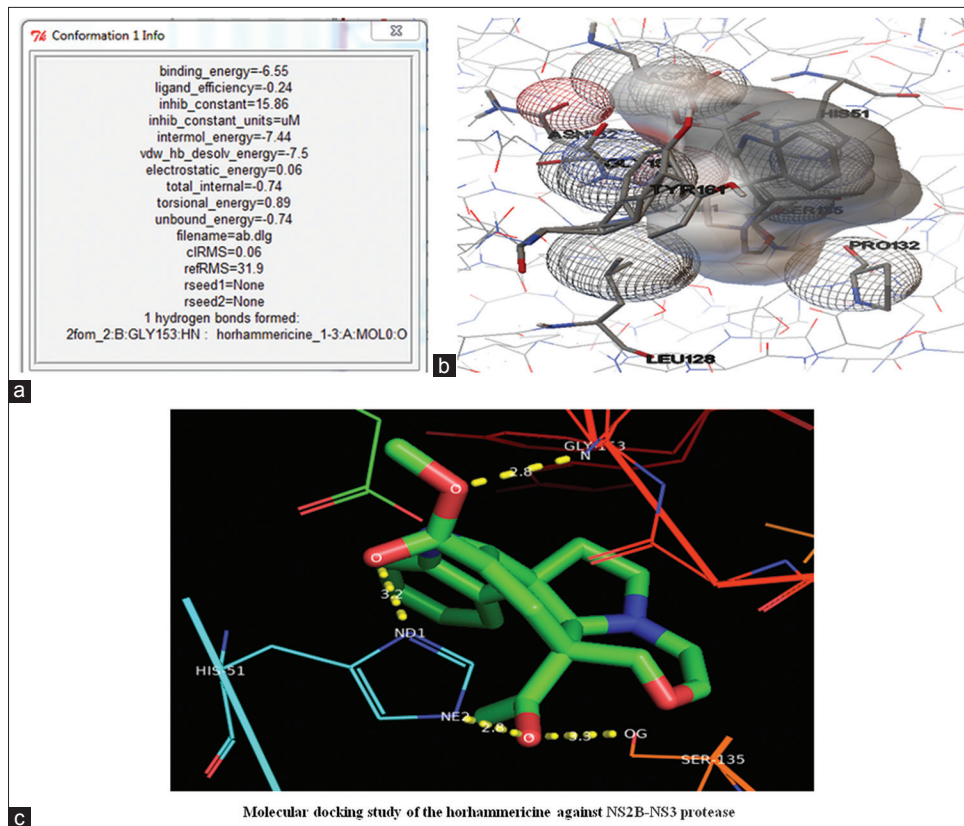 Conformation 1 Info
binding_energy=-6.55
ligand_efficiency=-0.24
inhib_constant=15.86
inhib_constant_units=uM
intermol_energy=-7.44
vdw_hb_desolv_energy=-7.5
electrostatic_energy=0.06
total_internal=-0.74
torsional_energy=0.89
unbound_energy=-0.74
filename=ab.dlg
clRMS=0.06
refRMS=31.9
rseed1=None
rseed2=None
1 hydrogen bonds formed:
2fom_2:B:GLY153:HN : horhammericine_1-3:A:MOL0:O
a
HIS51
TYR161
PRO132
LEU128
b
N
2.8
O
O
3.2
ND1
HIS-51
NE2
2.8
O
3.3
OG
SER-135
c
Molecular docking study of the horhammericine against NS2B-NS3 protease